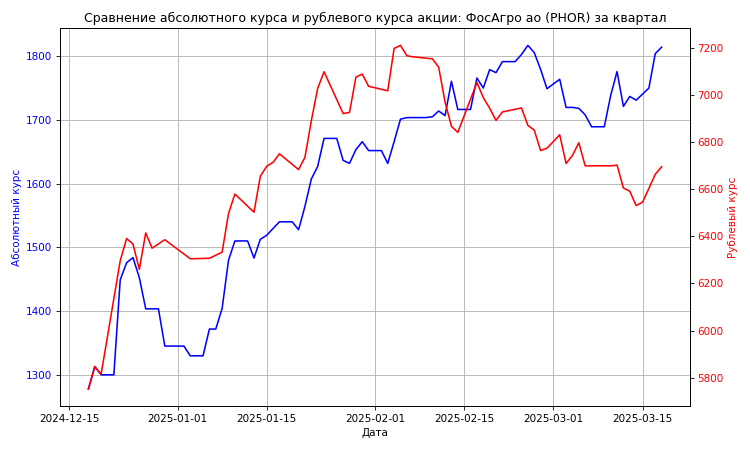 Сравнение абсолютного курса и рублевого курса акции: ФосАгро ао (PHOR) за квартал
Абсолютный курс
1800
1700
1600
1500
1400
1300
7200
7000
6800
6600
6400
6200
6000
5800
Рублевый курс
2024-12-15 2025-01-01 2025-01-15 2025-02-01 2025-02-15 2025-03-01 2025-03-15
Дата